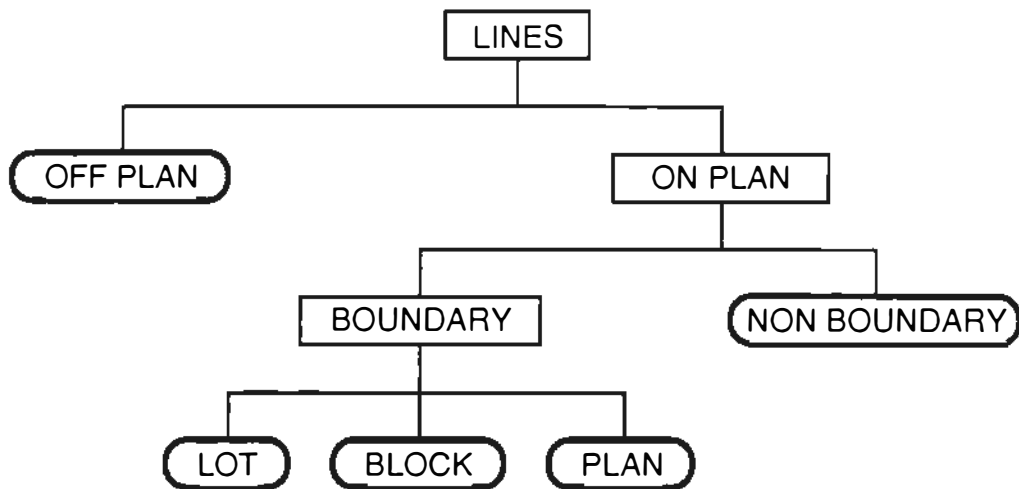 LINES
OFF PLAN
ON PLAN
BOUNDARY
NON BOUNDARY
LOT
BLOCK
PLAN